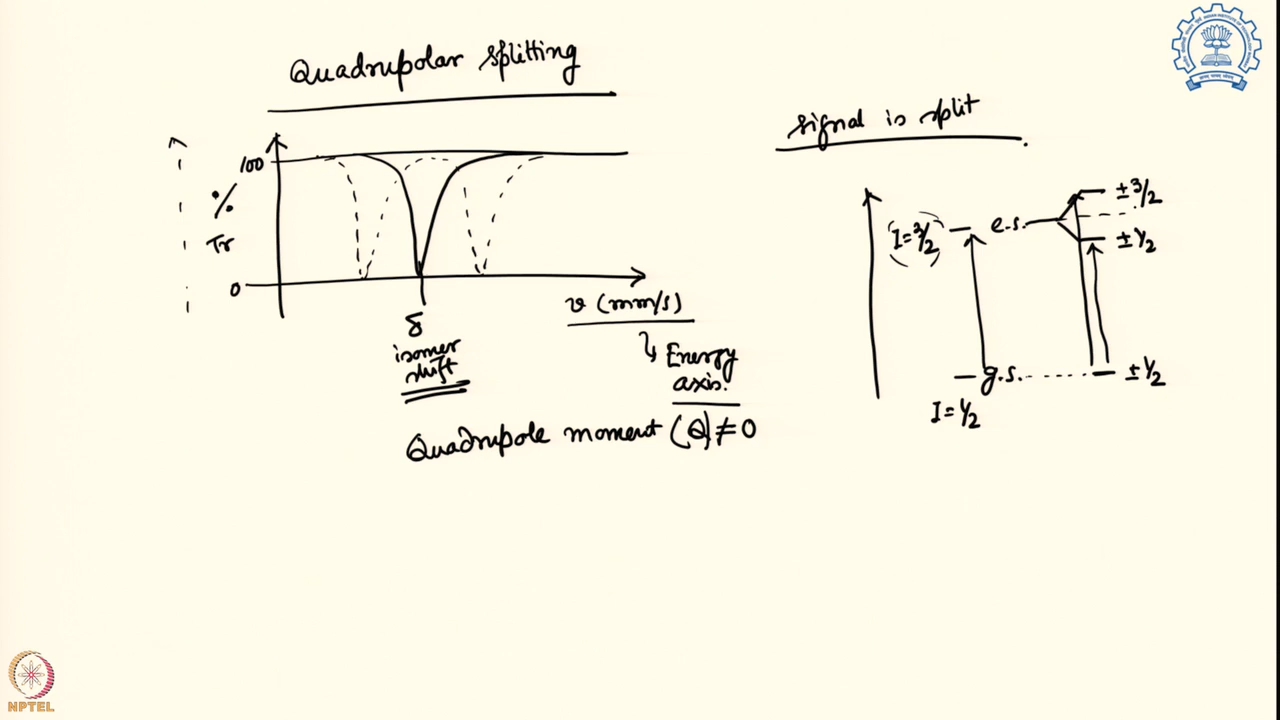 Quadrupolar splitting
signal is split
100
%
Tr
0
δ
isomer
shift
v (mm/s)
↳ Energy
axis.
Quadrupole moment (Q) ≠ 0
I = 3/2
e.s.
± 3/2
± 1/2
g.s.
± 1/2
I = 1/2
NPTEL